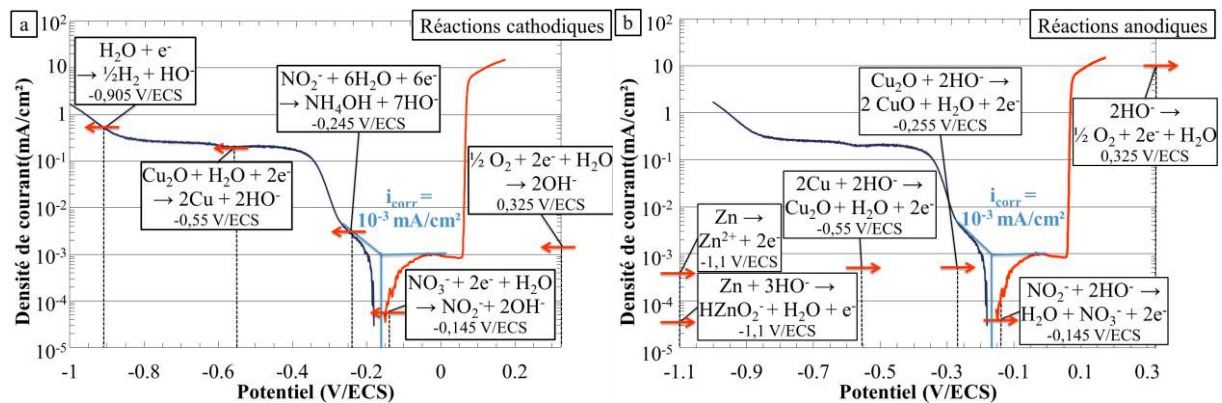 a
Réactions cathodiques
Densité de courant(mA/cm²)
10²
10
1
10⁻¹
10⁻²
10⁻³
10⁻⁴
10⁻⁵
H₂O + e⁻
→ ½H₂ + HO⁻
-0,905 V/ECS
NO₂⁻ + 6H₂O + 6e⁻
→ NH₄OH + 7HO⁻
-0,245 V/ECS
Cu₂O + H₂O + 2e⁻
→ 2Cu + 2HO⁻
-0,55 V/ECS
½ O₂ + 2e⁻ + H₂O
→ 2OH⁻
0,325 V/ECS
i_corr =
10⁻³ mA/cm²
NO₃⁻ + 2e⁻ + H₂O
→ NO₂⁻ + 2OH⁻
-0,145 V/ECS
-1 -0.8 -0.6 -0.4 -0.2 0 0.2
Potentiel (V/ECS)
b
Réactions anodiques
Densité de courant(mA/cm²)
10²
10
1
10⁻¹
10⁻²
10⁻³
10⁻⁴
10⁻⁵
Cu₂O + 2HO⁻ →
2 CuO + H₂O + 2e⁻
-0,255 V/ECS
2HO⁻ →
½ O₂ + 2e⁻ + H₂O
0,325 V/ECS
2Cu + 2HO⁻ →
Cu₂O + H₂O + 2e⁻
-0,55 V/ECS
i_corr =
10⁻³ mA/cm²
Zn →
Zn²⁺ + 2e⁻
-1,1 V/ECS
Zn + 3HO⁻ →
HZnO₂⁻ + H₂O + e⁻
-1,1 V/ECS
NO₂⁻ + 2HO⁻ →
H₂O + NO₃⁻ + 2e⁻
-0,145 V/ECS
-1.1 -0.9 -0.7 -0.5 -0.3 -0.1 0.1 0.3
Potentiel (V/ECS)